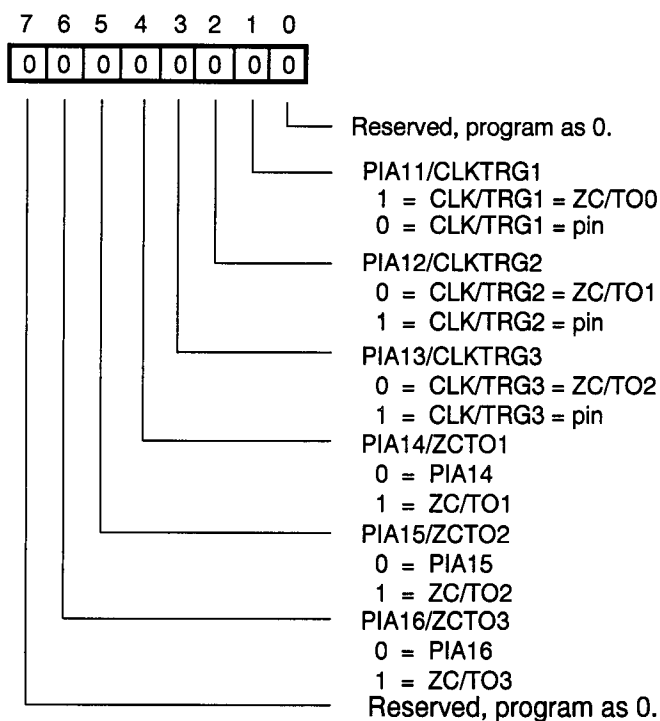 7 6 5 4 3 2 1 0
0 0 0 0 0 0 0 0
Reserved, program as 0.
PIA11/CLKTRG1
1 = CLK/TRG1 = ZC/TO0
0 = CLK/TRG1 = pin
PIA12/CLKTRG2
0 = CLK/TRG2 = ZC/TO1
1 = CLK/TRG2 = pin
PIA13/CLKTRG3
0 = CLK/TRG3 = ZC/TO2
1 = CLK/TRG3 = pin
PIA14/ZCTO1
0 = PIA14
1 = ZC/TO1
PIA15/ZCTO2
0 = PIA15
1 = ZC/TO2
PIA16/ZCTO3
0 = PIA16
1 = ZC/TO3
Reserved, program as 0.